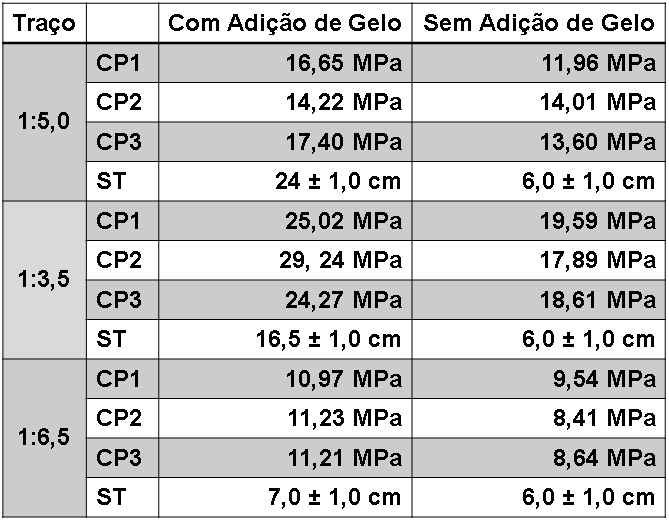 Traço Com Adição de Gelo Sem Adição de Gelo
1:5,0
CP1 16,65 MPa 11,96 MPa
CP2 14,22 MPa 14,01 MPa
CP3 17,40 MPa 13,60 MPa
ST 24 ± 1,0 cm 6,0 ± 1,0 cm
1:3,5
CP1 25,02 MPa 19,59 MPa
CP2 29, 24 MPa 17,89 MPa
CP3 24,27 MPa 18,61 MPa
ST 16,5 ± 1,0 cm 6,0 ± 1,0 cm
1:6,5
CP1 10,97 MPa 9,54 MPa
CP2 11,23 MPa 8,41 MPa
CP3 11,21 MPa 8,64 MPa
ST 7,0 ± 1,0 cm 6,0 ± 1,0 cm